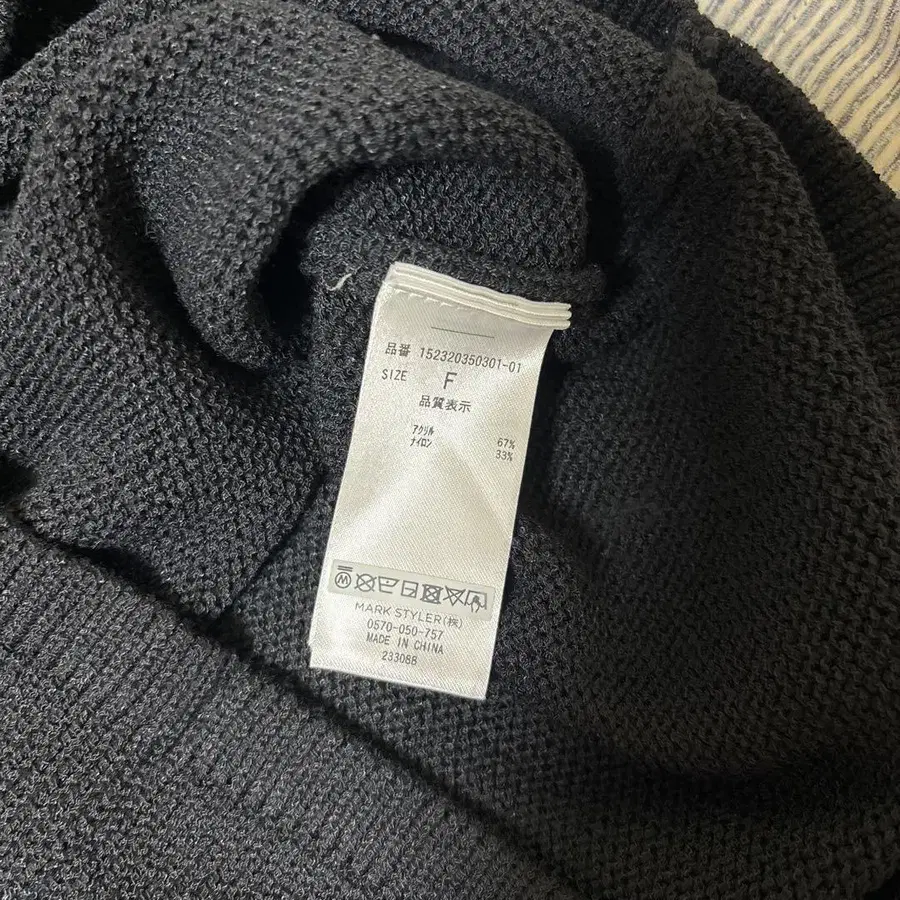 品番 152320350301-01
SIZE F
品質表示
アクリル 67%
ナイロン 33%
MARK STYLER(株)
0570-050-757
MADE IN CHINA
233088